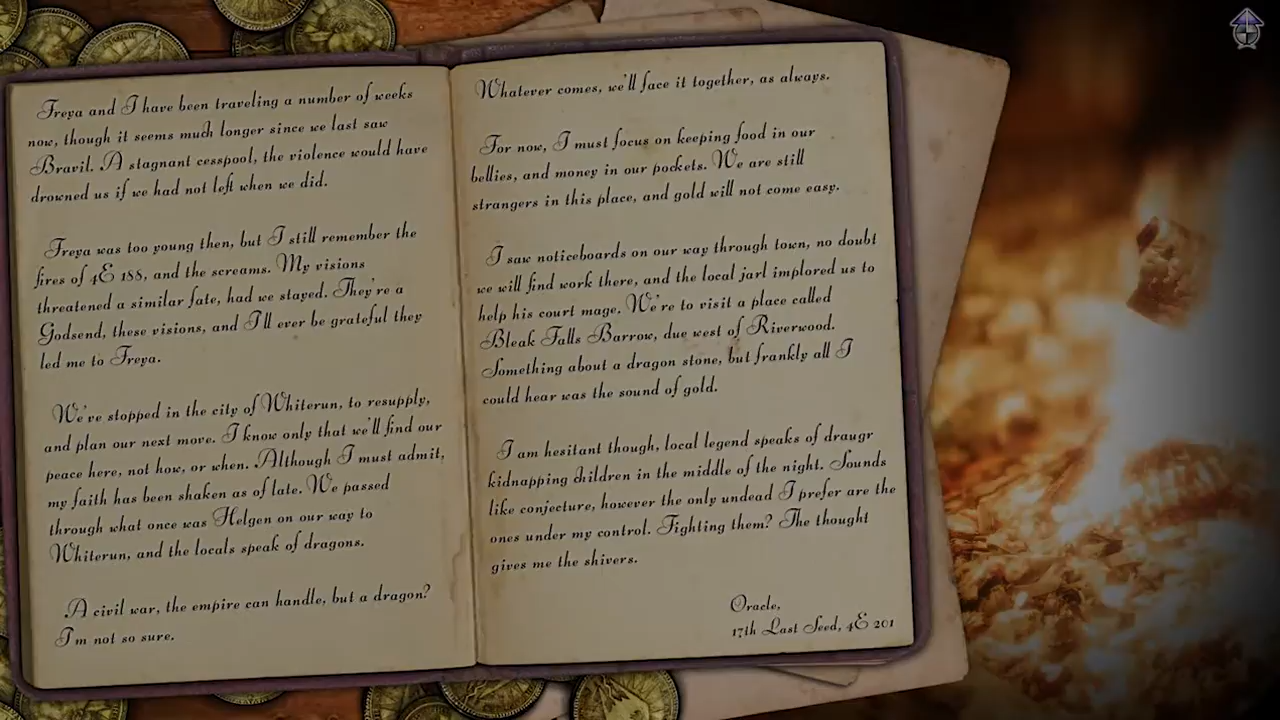 Freya and I have been traveling a number of weeks
now, though it seems much longer since we last saw
Bravil. A stagnant cesspool, the violence would have
drowned us if we had not left when we did.
Freya was too young then, but I still remember the
fires of 4E 188, and the screams. My visions
threatened a similar fate, had we stayed. They're a
Godsend, these visions, and I'll ever be grateful they
led me to Freya.
We've stopped in the city of Whiterun, to resupply,
and plan our next move. I know only that we'll find our
peace here, not how, or when. Although I must admit,
my faith has been shaken as of late. We passed
through what once was Helgen on our way to
Whiterun, and the locals speak of dragons.
A civil war, the empire can handle, but a dragon?
I'm not so sure.
Whatever comes, we'll face it together, as always.
For now, I must focus on keeping food in our
bellies, and money in our pockets. We are still
strangers in this place, and gold will not come easy.
I saw noticeboards on our way through town, no doubt
we will find work there, and the local jarl implored us to
help his court mage. We're to visit a place called
Bleak Falls Barrow, due west of Riverwood.
Something about a dragon stone, but frankly all I
could hear was the sound of gold.
I am hesitant though, local legend speaks of draugr
kidnapping children in the middle of the night. Sounds
like conjecture, however the only undead I prefer are the
ones under my control. Fighting them? The thought
gives me the shivers.
Oracle,
17th Last Seed, 4E 201